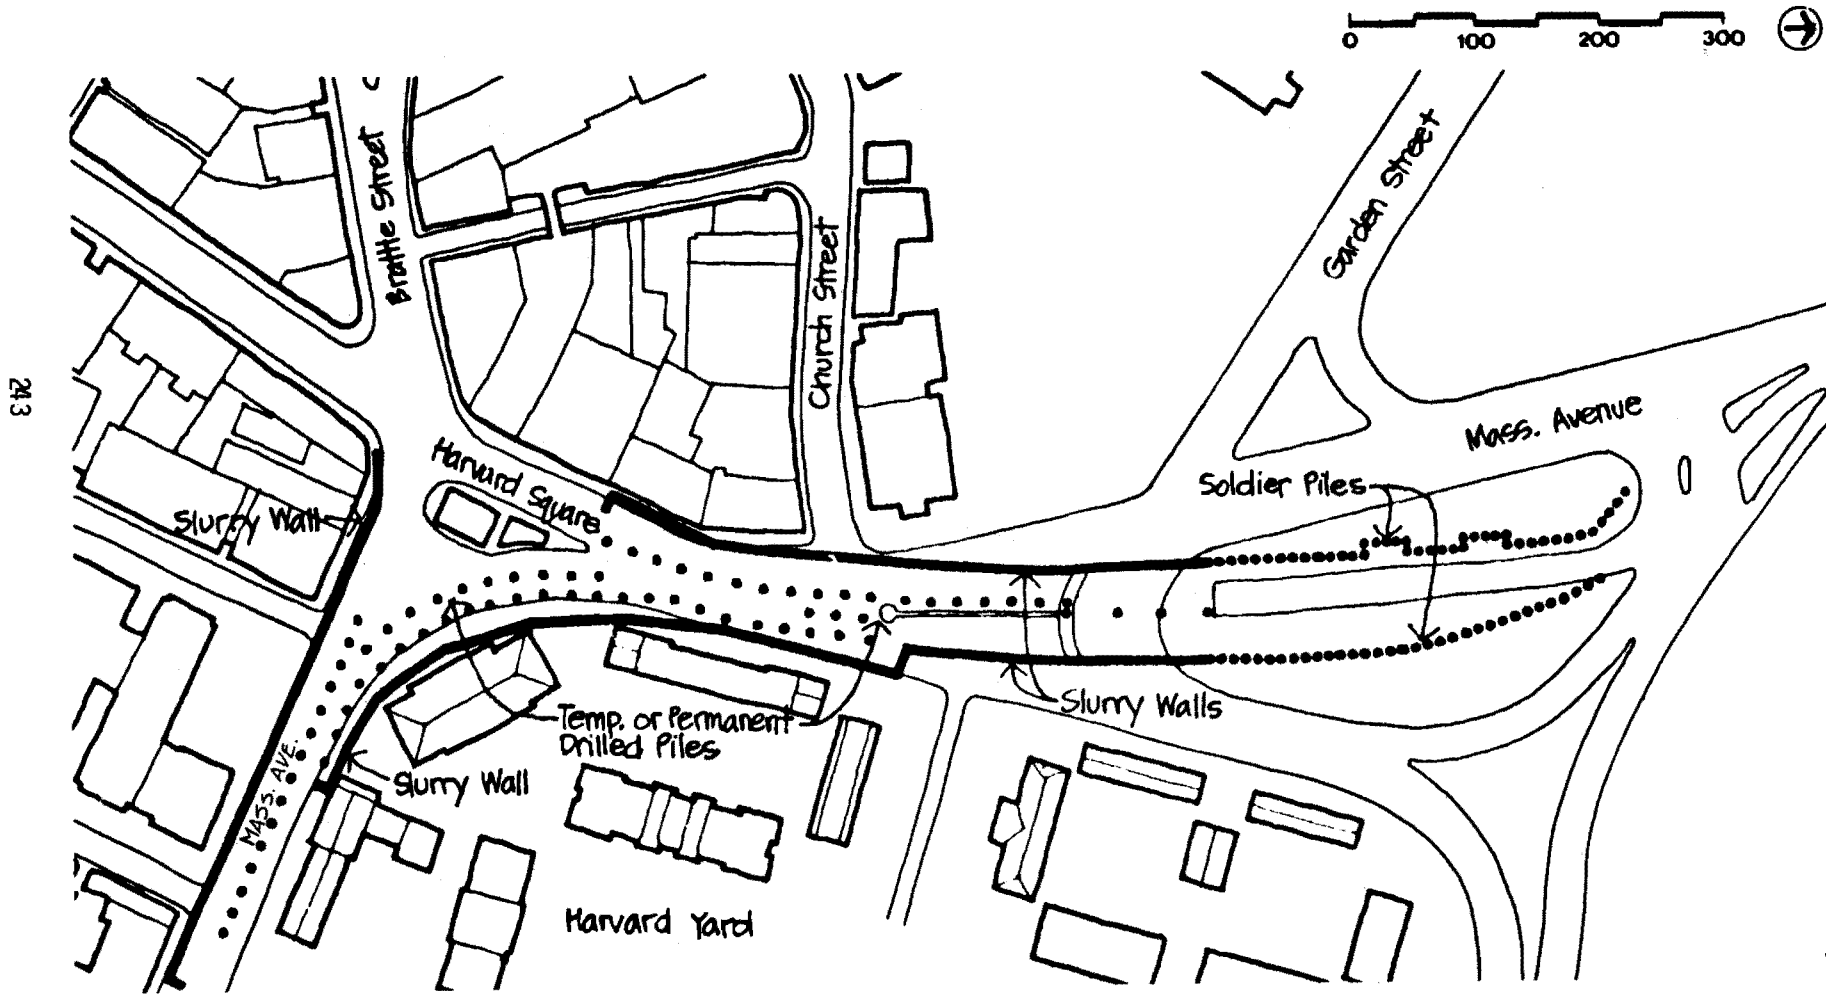 0 100 200 300
243
Brattle Street
C
Church Street
Garden Street
Mass. Avenue
Harvard Square
Soldier Piles
Slurry Wall
Slurry Walls
Temp. or Permanent
Drilled Piles
Slurry Wall
MASS. AVE.
Harvard Yard